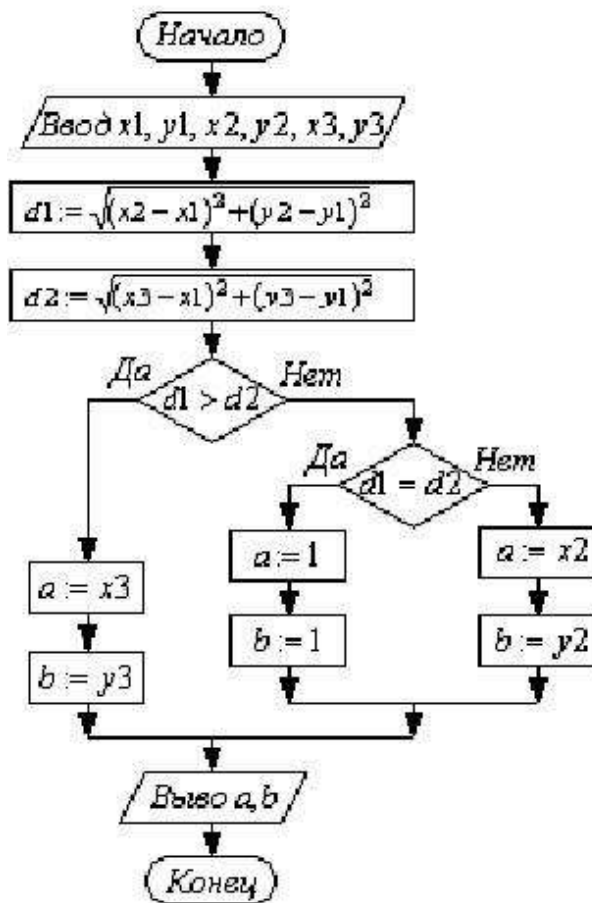 Начало
Ввод x1, y1, x2, y2, x3, y3
d1 := √(x2 − x1)² + (y2 − y1)²
d2 := √(x3 − x1)² + (y3 − y1)²
Да Нет
d1 > d2
Да Нет
d1 = d2
a := 1 a := x2
a := x3
b := 1 b := y2
b := y3
Выво a,b
Конец